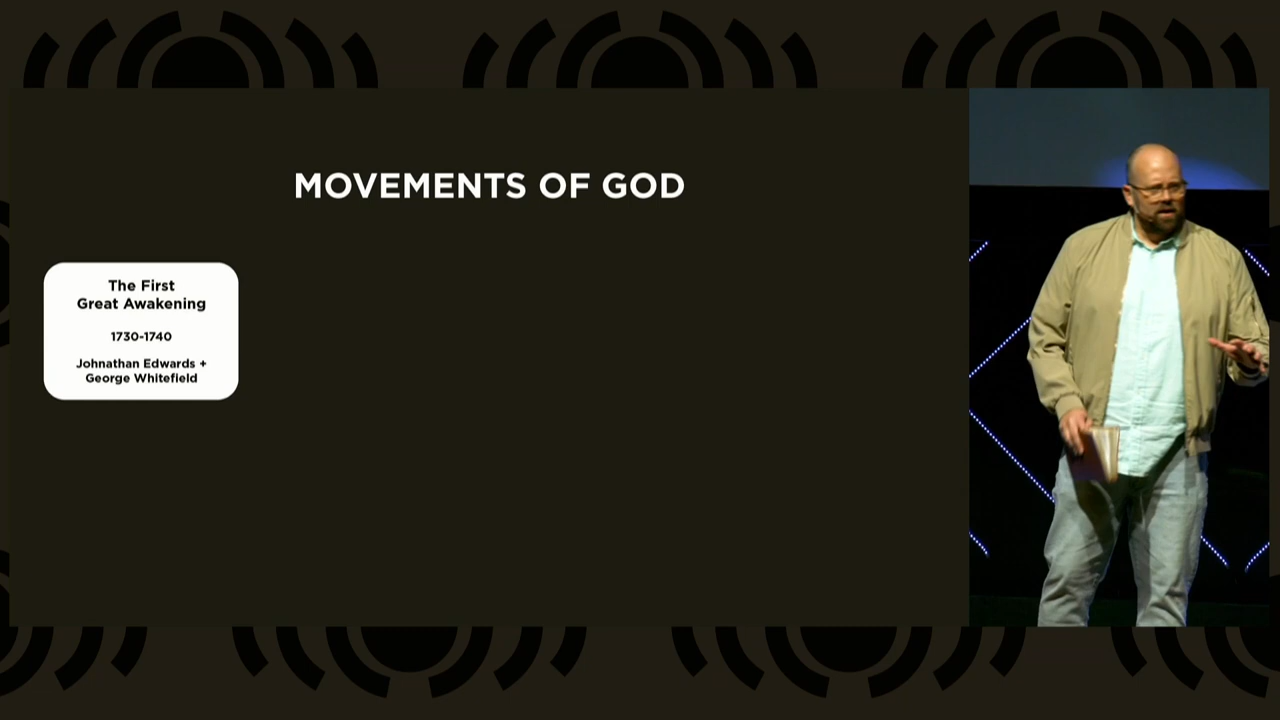 MOVEMENTS OF GOD
The First
Great Awakening
1730-1740
Johnathan Edwards +
George Whitefield